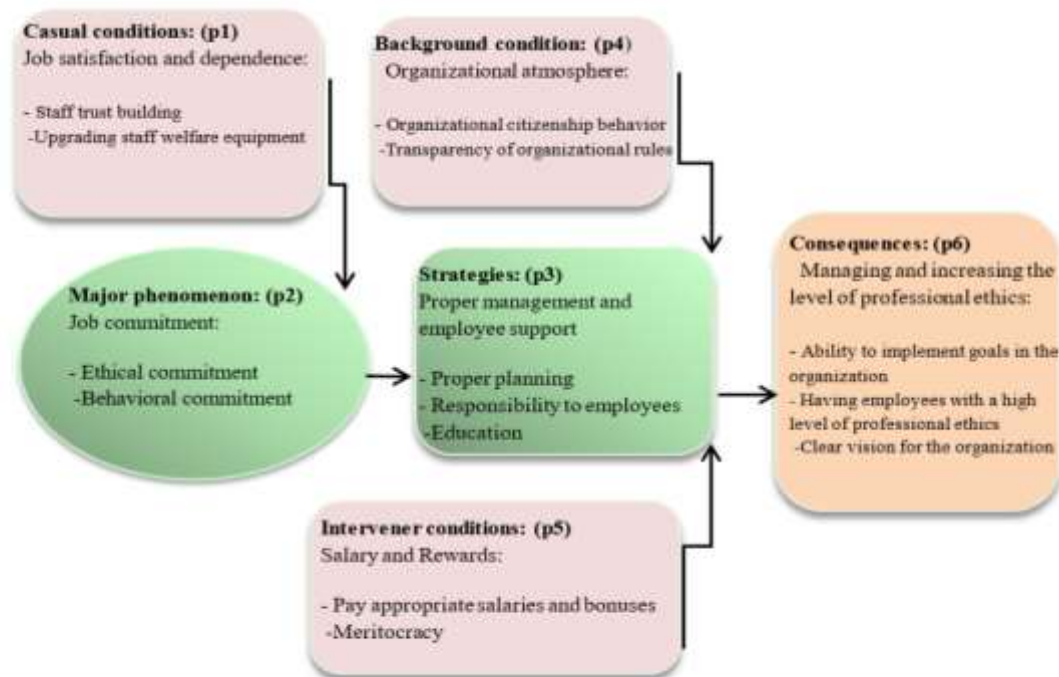 Casual conditions: (p1)
Job satisfaction and dependence:
- Staff trust building
-Upgrading staff welfare equipment
Background condition: (p4)
Organizational atmosphere:
- Organizational citizenship behavior
-Transparency of organizational rules
Major phenomenon: (p2)
Job commitment:
- Ethical commitment
-Behavioral commitment
Strategies: (p3)
Proper management and
employee support
- Proper planning
- Responsibility to employees
-Education
Consequences: (p6)
Managing and increasing the
level of professional ethics:
- Ability to implement goals in the
organization
- Having employees with a high
level of professional ethics
-Clear vision for the organization
Intervener conditions: (p5)
Salary and Rewards:
- Pay appropriate salaries and bonuses
-Meritocracy